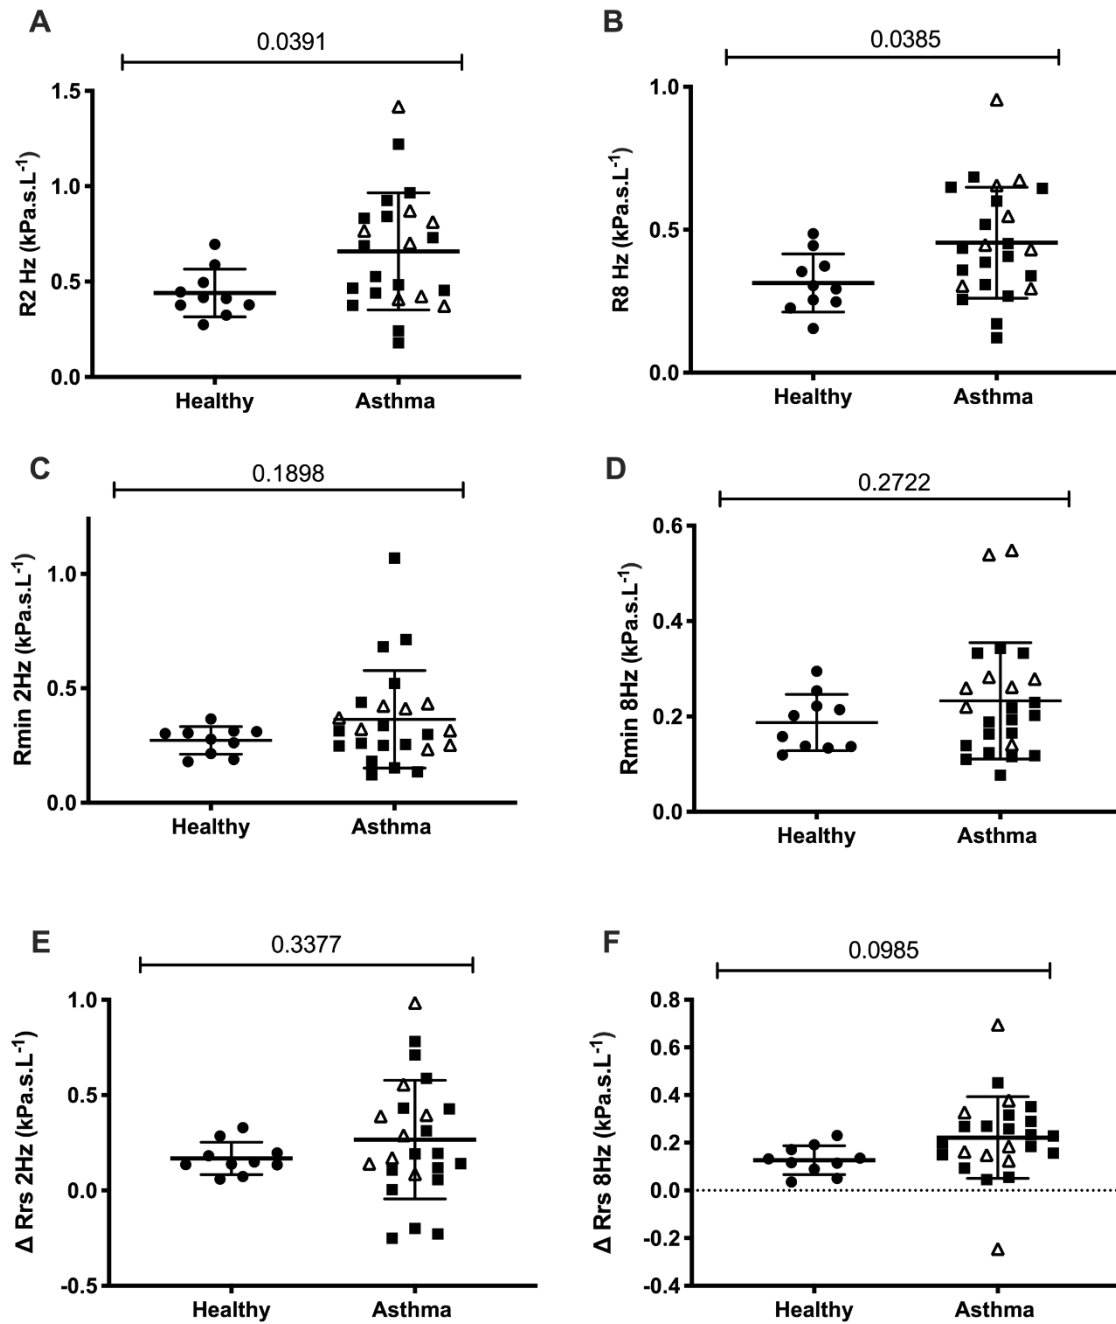 A
0.0391
1.5
1.0
0.5
0.0
R2 Hz (kPa.s.L⁻¹)
Healthy
Asthma
B
0.0385
1.0
0.5
0.0
R8 Hz (kPa.s.L⁻¹)
Healthy
Asthma
C
0.1898
1.0
0.5
0.0
Rmin 2Hz (kPa.s.L⁻¹)
Healthy
Asthma
D
0.2722
0.6
0.4
0.2
0.0
Rmin 8Hz (kPa.s.L⁻¹)
Healthy
Asthma
E
0.3377
1.0
0.5
0.0
-0.5
Δ Rrs 2Hz (kPa.s.L⁻¹)
Healthy
Asthma
F
0.0985
0.8
0.6
0.4
0.2
0.0
-0.2
-0.4
Δ Rrs 8Hz (kPa.s.L⁻¹)
Healthy
Asthma